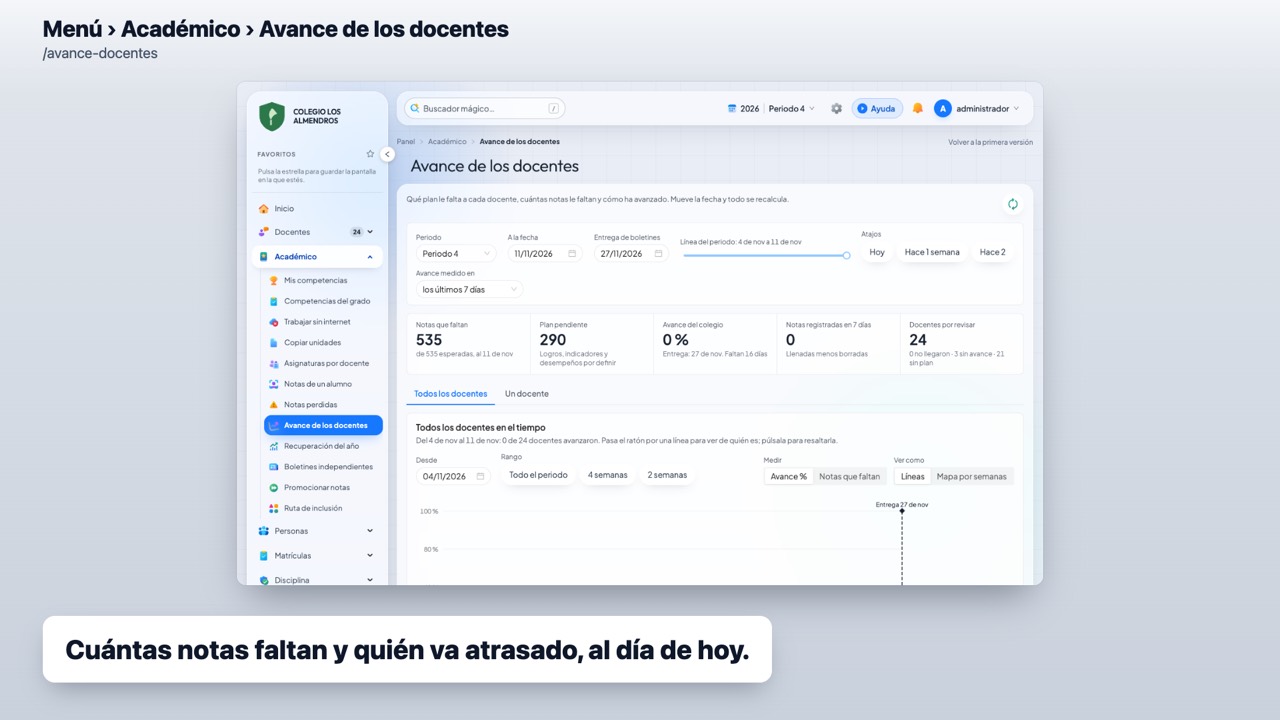 Menú › Académico › Avance de los docentes
/avance-docentes
COLEGIO LOS
ALMENDROS
FAVORITOS
Pulsa la estrella para guardar la pantalla
en la que estés.
Inicio
Docentes 24
Académico
Mis competencias
Competencias del grado
Trabajar sin internet
Copiar unidades
Asignaturas por docente
Notas de un alumno
Notas perdidas
Avance de los docentes
Recuperación del año
Boletines independientes
Promocionar notas
Ruta de inclusión
Personas
Matrículas
Disciplina
Buscador mágico... /
2026 Periodo 4
Ayuda
A administrador
Panel › Académico › Avance de los docentes
Volver a la primera versión
Avance de los docentes
Qué plan le falta a cada docente, cuántas notas le faltan y cómo ha avanzado. Mueve la fecha y todo se recalcula.
Periodo
Periodo 4
A la fecha
11/11/2026
Entrega de boletines
27/11/2026
Línea del periodo: 4 de nov a 11 de nov
Atajos
Hoy
Hace 1 semana
Hace 2
Avance medido en
los últimos 7 días
Notas que faltan
535
de 535 esperadas, al 11 de nov
Plan pendiente
290
Logros, indicadores y
desempeños por definir
Avance del colegio
0 %
Entrega: 27 de nov. Faltan 16 días
Notas registradas en 7 días
0
Llenadas menos borradas
Docentes por revisar
24
0 no llegaron · 3 sin avance · 21
sin plan
Todos los docentes
Un docente
Todos los docentes en el tiempo
Del 4 de nov al 11 de nov: 0 de 24 docentes avanzaron. Pasa el ratón por una línea para ver de quién es; púlsala para resaltarla.
Desde
04/11/2026
Rango
Todo el periodo
4 semanas
2 semanas
Medir
Avance %
Notas que faltan
Ver como
Líneas
Mapa por semanas
Entrega 27 de nov
100 %
80 %
Cuántas notas faltan y quién va atrasado, al día de hoy.